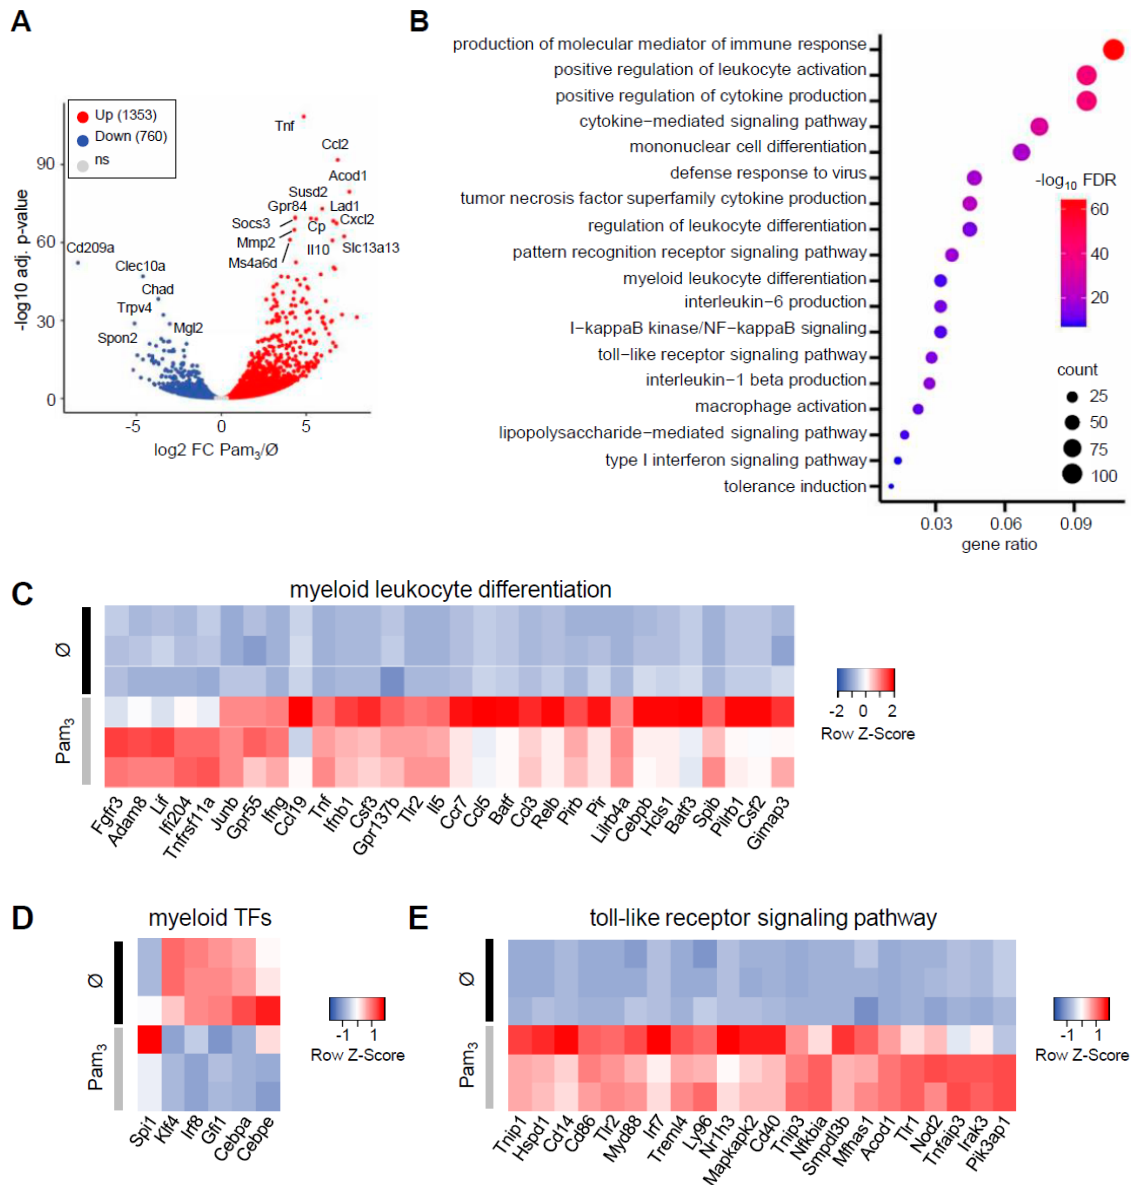 A
B
Up (1353)
Down (760)
ns
Tnf
Ccl2
Acod1
Susd2
Gpr84
Lad1
Socs3
Cp
Cxcl2
Mmp2
Il10
Slc13a13
Ms4a6d
Cd209a
Clec10a
Chad
Trpv4
Mgl2
Spon2
-log10 adj. p-value
90
60
30
0
-5
5
log2 FC Pam3/Ø
production of molecular mediator of immune response
positive regulation of leukocyte activation
positive regulation of cytokine production
cytokine-mediated signaling pathway
mononuclear cell differentiation
defense response to virus
tumor necrosis factor superfamily cytokine production
regulation of leukocyte differentiation
pattern recognition receptor signaling pathway
myeloid leukocyte differentiation
interleukin-6 production
I-kappaB kinase/NF-kappaB signaling
toll-like receptor signaling pathway
interleukin-1 beta production
macrophage activation
lipopolysaccharide-mediated signaling pathway
type I interferon signaling pathway
tolerance induction
0.03 0.06 0.09
gene ratio
-log10 FDR
60
40
20
count
25
50
75
100
C
myeloid leukocyte differentiation
Ø
Pam3
Fgfr3 Adam8 Lif Ifi204 Tnfrsf11a Junb Gpr55 Ifng Ccl19 Tnf Ifnb1 Csf3 Gpr137b Tlr2 Il5 Ccr7 Ccl5 Batf Ccl3 Relb Pirb Pir Lilrb4a Cebpb Hcls1 Batf3 Spib Pilrb1 Csf2 Gimap3
-2 0 2
Row Z-Score
D
myeloid TFs
Ø
Pam3
Spi1 Klf4 Irf8 Gfi1 Cebpa Cebpe
-1 1
Row Z-Score
E
toll-like receptor signaling pathway
Ø
Pam3
Tnip1 Hspd1 Cd14 Cd86 Tlr2 Myd88 Irf7 Treml4 Ly96 Nr1h3 Mapkapk2 Cd40 Tnip3 Nfkbia Smpdl3b Mfhas1 Acod1 Tlr1 Nod2 Tnfaip3 Irak3 Pik3ap1
-1 1
Row Z-Score